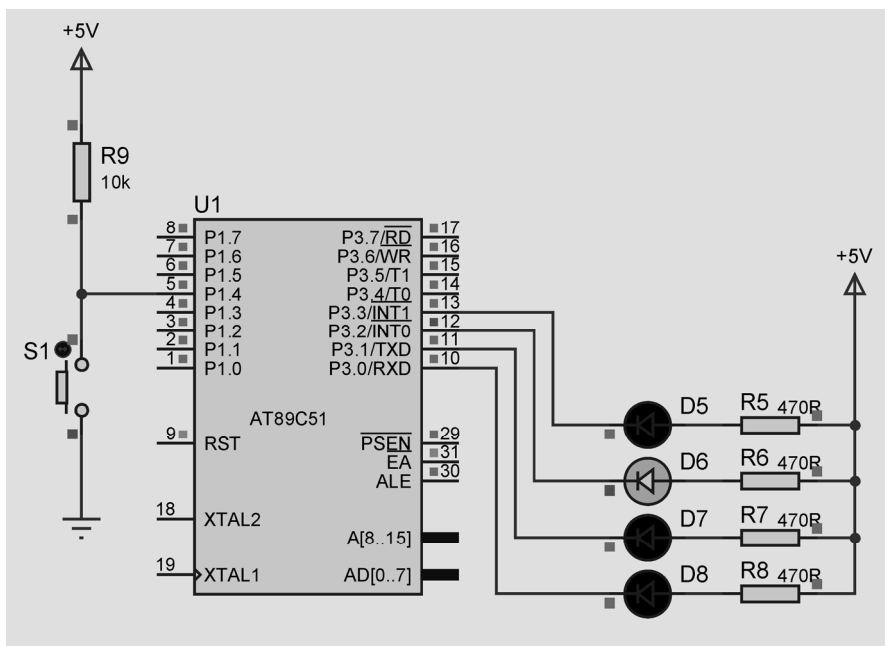 +5V
R9
10k
U1
8 P1.7 P3.7/RD 17
7 P1.6 P3.6/WR 16
6 P1.5 P3.5/T1 15
5 P1.4 P3.4/T0 14
4 P1.3 P3.3/INT1 13
3 P1.2 P3.2/INT0 12
2 P1.1 P3.1/TXD 11
1 P1.0 P3.0/RXD 10
+5V
S1
AT89C51
9 RST PSEN 29
EA 31
ALE 30
18 XTAL2
A[8..15]
19 XTAL1 AD[0..7]
D5 R5 470R
D6 R6 470R
D7 R7 470R
D8 R8 470R